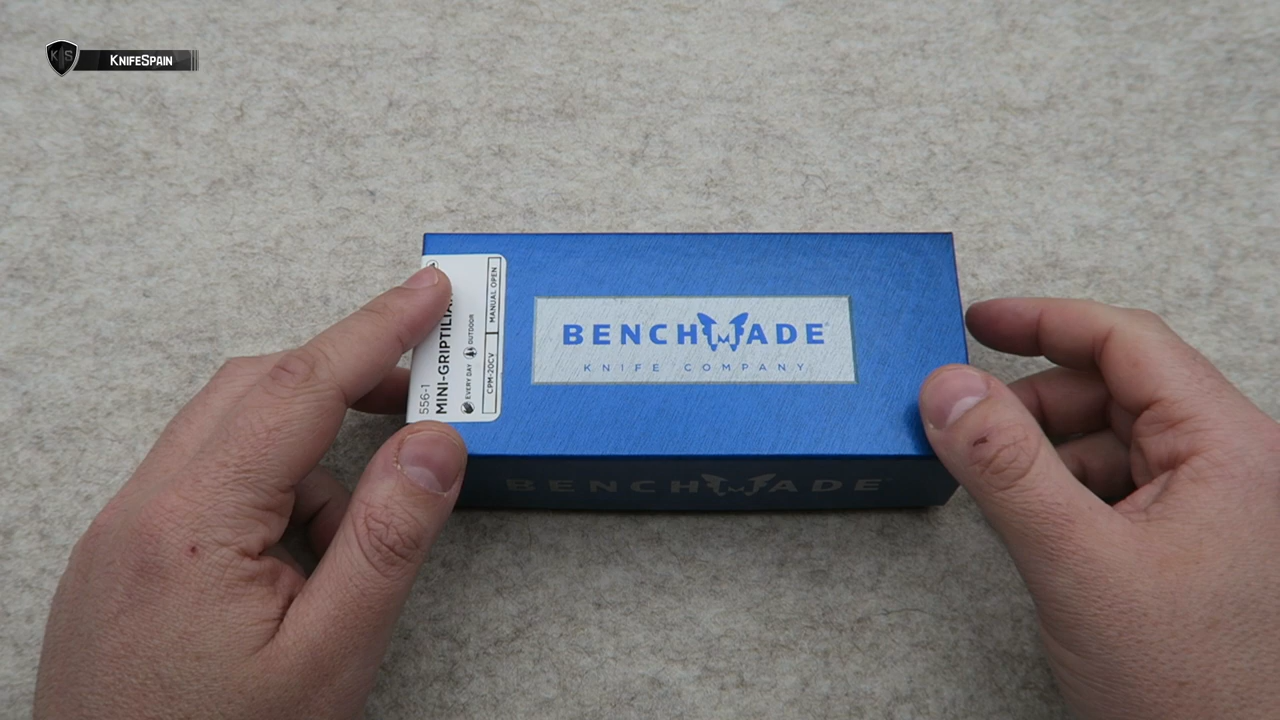 KNIFESPAIN
BENCHMADE
KNIFE COMPANY
556-1
MINI-GRIPTILIAN
EVERY DAY OUTDOOR
CPM-20CV MANUAL OPEN
BENCHMADE